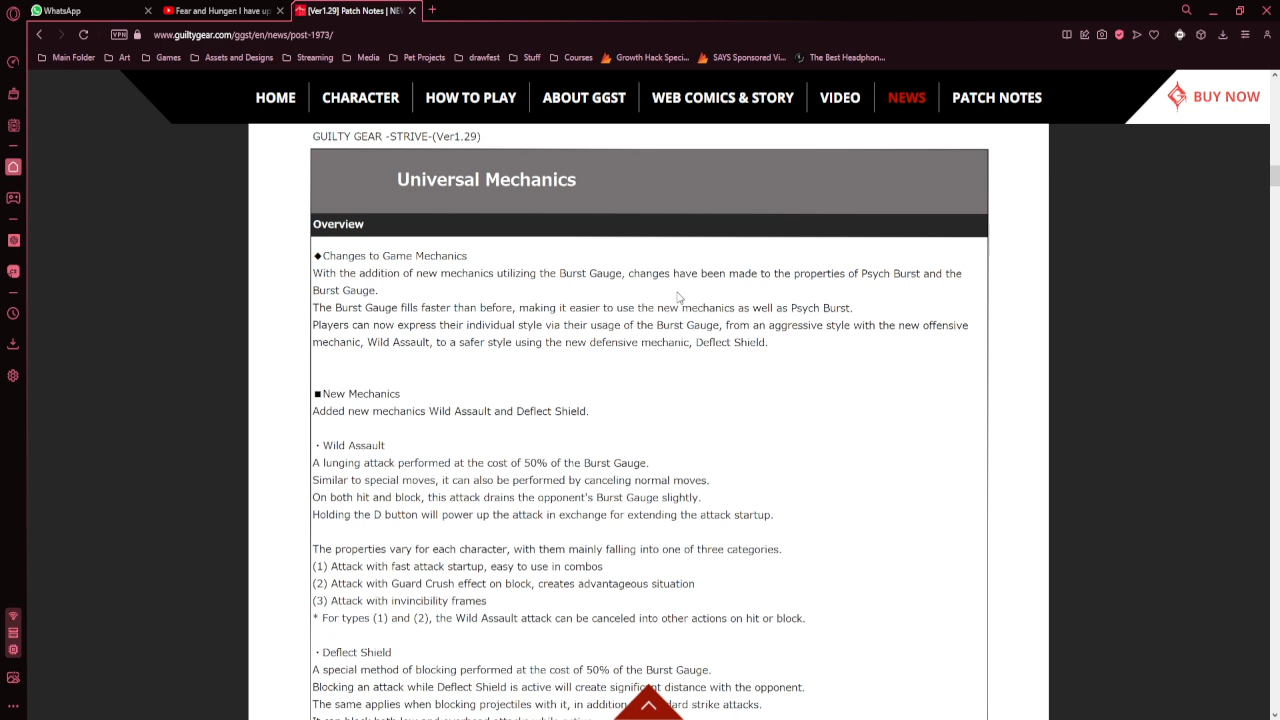 WhatsApp
Fear and Hunger: I have up
[Ver1.29] Patch Notes | NE
VPN
www.guiltygear.com/ggst/en/news/post-1973/
Main Folder Art Games Assets and Designs Streaming Media Pet Projects drawfest Stuff Courses Growth Hack Speci... SAYS Sponsored Vi... The Best Headphon...
HOME CHARACTER HOW TO PLAY ABOUT GGST WEB COMICS & STORY VIDEO NEWS PATCH NOTES BUY NOW
GUILTY GEAR -STRIVE-(Ver1.29)
Universal Mechanics
Overview
◆Changes to Game Mechanics
With the addition of new mechanics utilizing the Burst Gauge, changes have been made to the properties of Psych Burst and the
Burst Gauge.
The Burst Gauge fills faster than before, making it easier to use the new mechanics as well as Psych Burst.
Players can now express their individual style via their usage of the Burst Gauge, from an aggressive style with the new offensive
mechanic, Wild Assault, to a safer style using the new defensive mechanic, Deflect Shield.
■New Mechanics
Added new mechanics Wild Assault and Deflect Shield.
・Wild Assault
A lunging attack performed at the cost of 50% of the Burst Gauge.
Similar to special moves, it can also be performed by canceling normal moves.
On both hit and block, this attack drains the opponent's Burst Gauge slightly.
Holding the D button will power up the attack in exchange for extending the attack startup.
The properties vary for each character, with them mainly falling into one of three categories.
(1) Attack with fast attack startup, easy to use in combos
(2) Attack with Guard Crush effect on block, creates advantageous situation
(3) Attack with invincibility frames
* For types (1) and (2), the Wild Assault attack can be canceled into other actions on hit or block.
・Deflect Shield
A special method of blocking performed at the cost of 50% of the Burst Gauge.
Blocking an attack while Deflect Shield is active will create significant distance with the opponent.
The same applies when blocking projectiles with it, in addition strike attacks.